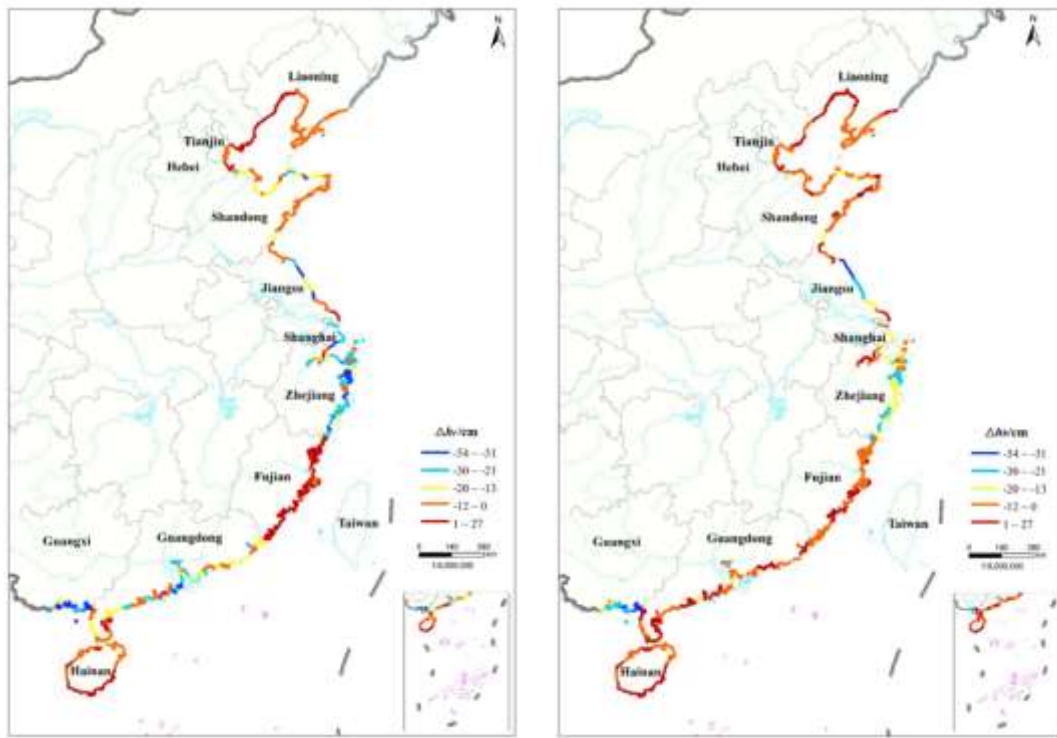 N
Liaoning
Tianjin
Hebei
Shandong
Jiangsu
Shanghai
Zhejiang
Fujian
Taiwan
Guangdong
Guangxi
Hainan
△hv/cm
-54 – -31
-30 – -21
-20 – -13
-12 – 0
1 – 27
N
Liaoning
Tianjin
Hebei
Shandong
Jiangsu
Shanghai
Zhejiang
Fujian
Taiwan
Guangdong
Guangxi
Hainan
△hv/cm
-54 – -31
-30 – -21
-20 – -13
-12 – 0
1 – 27